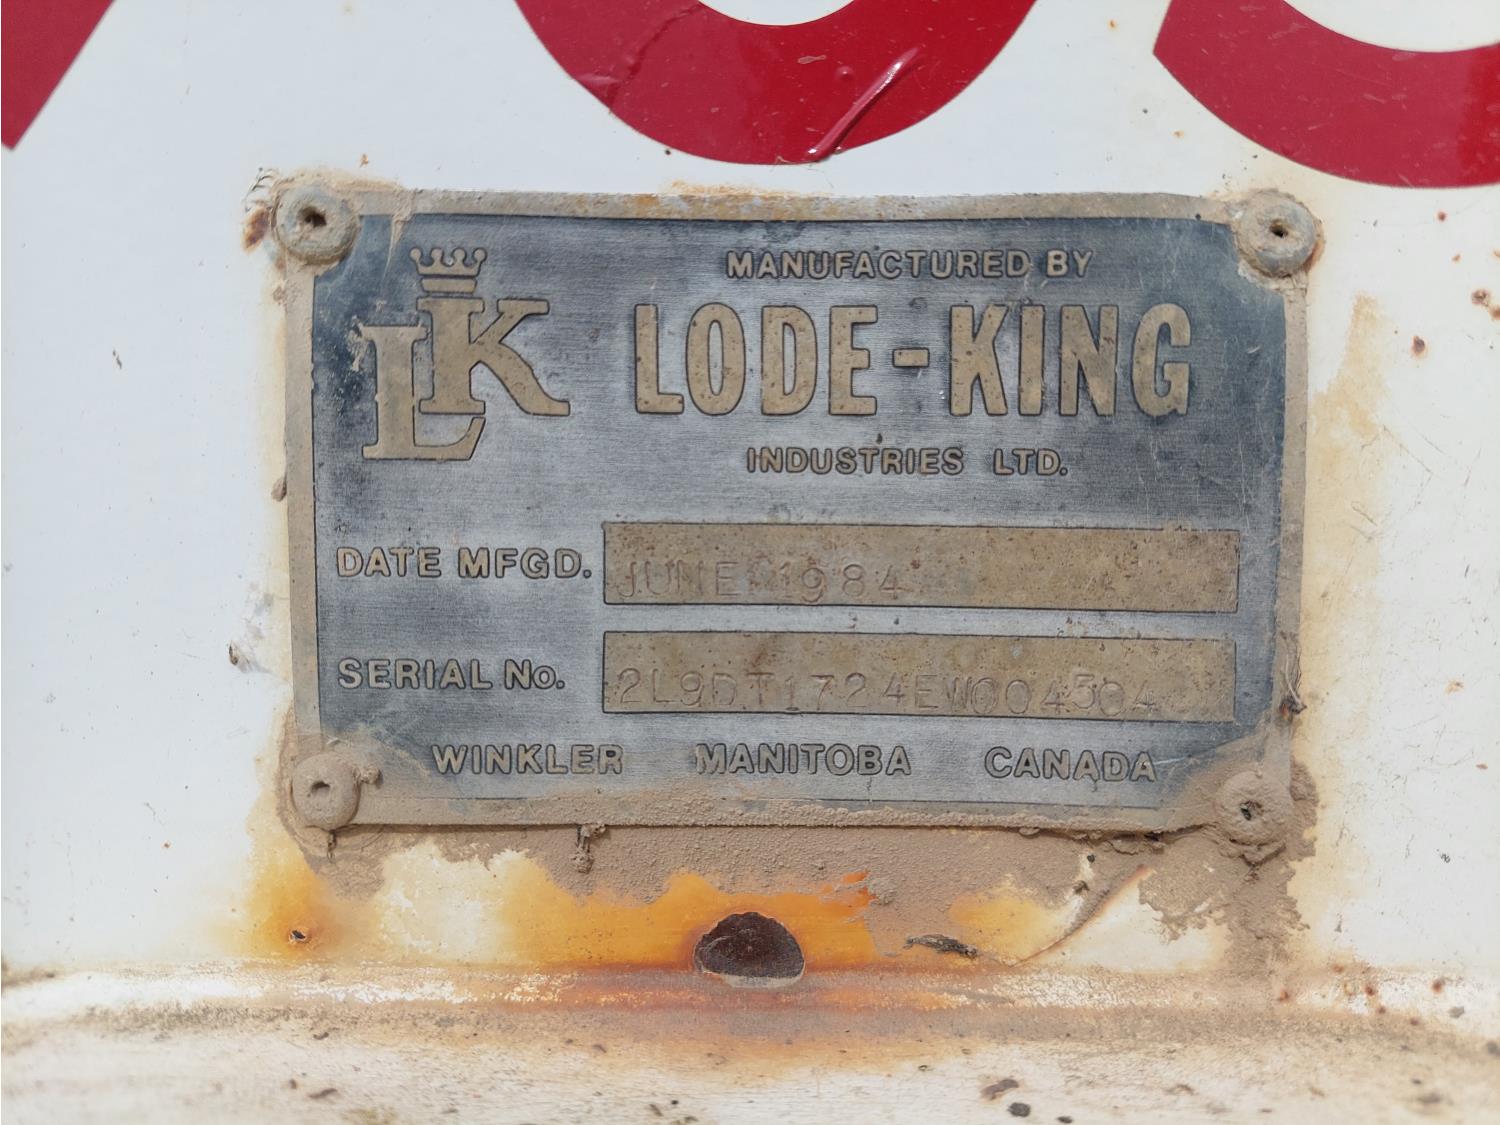 MANUFACTURED BY
LK
LODE-KING
INDUSTRIES LTD.
DATE MFGD. JUNE 1984
SERIAL No. 2L9DT1724EW004504
WINKLER MANITOBA CANADA